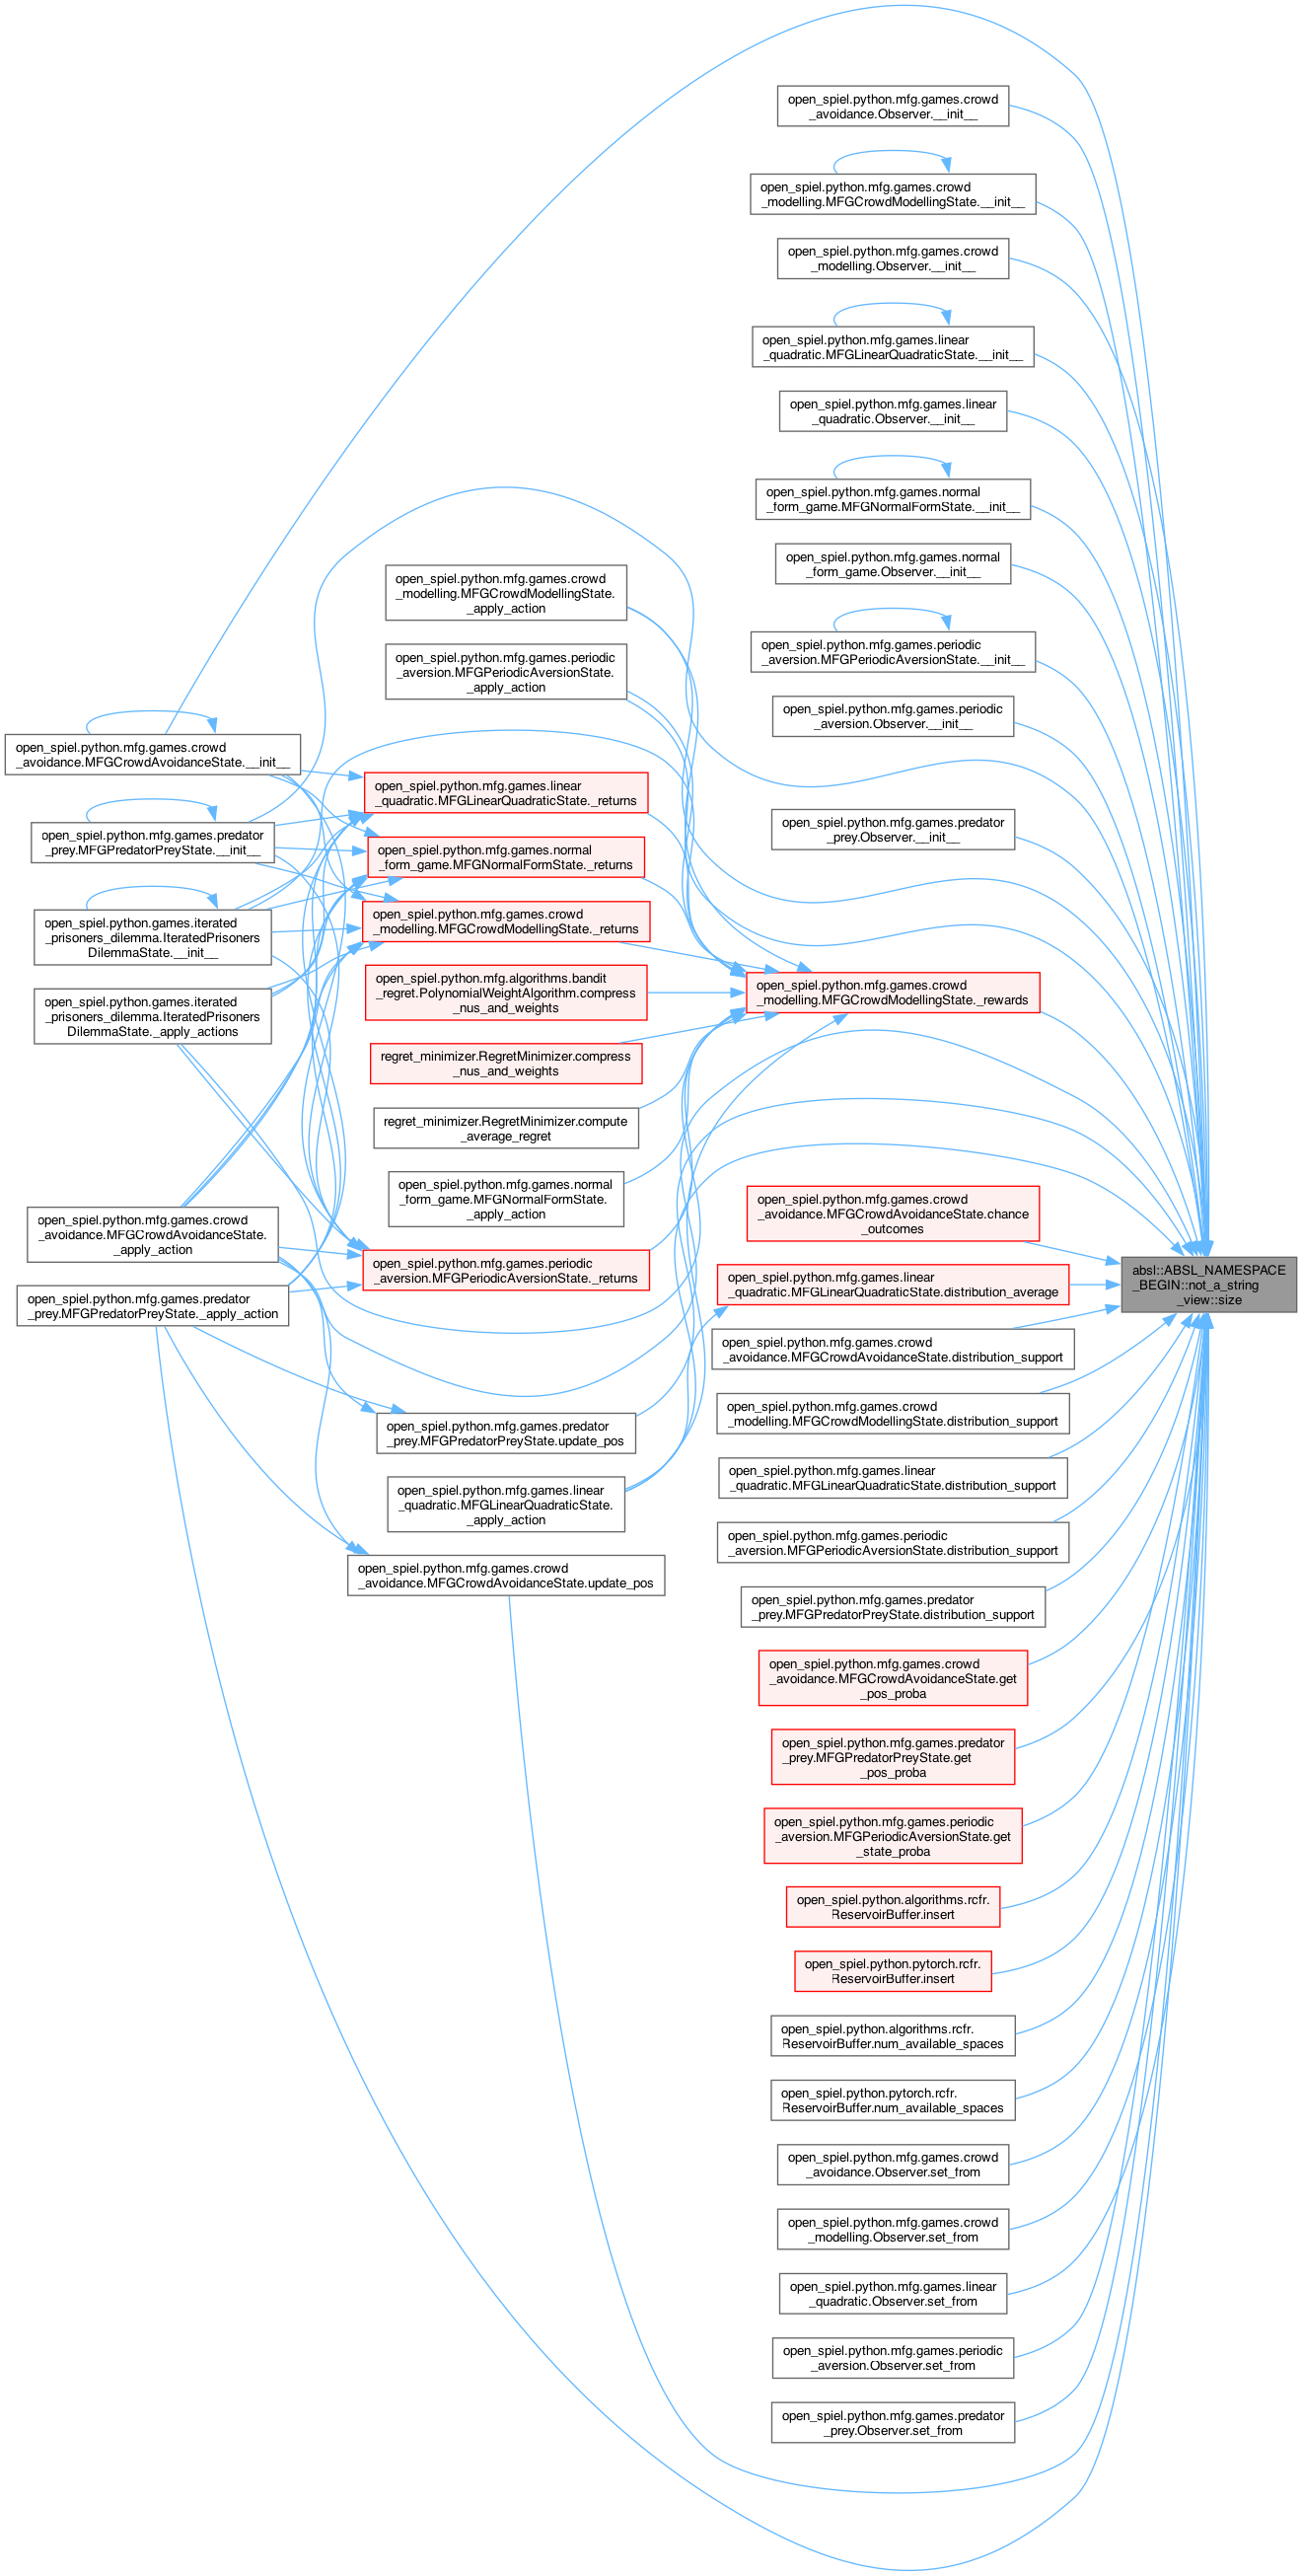 open_spiel.python.mfg.games.crowd
_avoidance.Observer.__init__
open_spiel.python.mfg.games.crowd
_modelling.MFGCrowdModellingState.__init__
open_spiel.python.mfg.games.crowd
_modelling.Observer.__init__
open_spiel.python.mfg.games.linear
_quadratic.MFGLinearQuadraticState.__init__
open_spiel.python.mfg.games.linear
_quadratic.Observer.__init__
open_spiel.python.mfg.games.normal
_form_game.MFGNormalFormState.__init__
open_spiel.python.mfg.games.normal
_form_game.Observer.__init__
open_spiel.python.mfg.games.periodic
_aversion.MFGPeriodicAversionState.__init__
open_spiel.python.mfg.games.periodic
_aversion.Observer.__init__
open_spiel.python.mfg.games.predator
_prey.Observer.__init__
open_spiel.python.mfg.games.crowd
_modelling.MFGCrowdModellingState.
_apply_action
open_spiel.python.mfg.games.periodic
_aversion.MFGPeriodicAversionState.
_apply_action
open_spiel.python.mfg.games.crowd
_avoidance.MFGCrowdAvoidanceState.__init__
open_spiel.python.mfg.games.linear
_quadratic.MFGLinearQuadraticState._returns
open_spiel.python.mfg.games.predator
_prey.MFGPredatorPreyState.__init__
open_spiel.python.mfg.games.normal
_form_game.MFGNormalFormState._returns
open_spiel.python.games.iterated
_prisoners_dilemma.IteratedPrisoners
DilemmaState.__init__
open_spiel.python.mfg.games.crowd
_modelling.MFGCrowdModellingState._returns
open_spiel.python.games.iterated
_prisoners_dilemma.IteratedPrisoners
DilemmaState._apply_actions
open_spiel.python.mfg.algorithms.bandit
_regret.PolynomialWeightAlgorithm.compress
_nus_and_weights
open_spiel.python.mfg.games.crowd
_modelling.MFGCrowdModellingState._rewards
regret_minimizer.RegretMinimizer.compress
_nus_and_weights
regret_minimizer.RegretMinimizer.compute
_average_regret
open_spiel.python.mfg.games.normal
_form_game.MFGNormalFormState.
_apply_action
open_spiel.python.mfg.games.crowd
_avoidance.MFGCrowdAvoidanceState.
_apply_action
open_spiel.python.mfg.games.periodic
_aversion.MFGPeriodicAversionState._returns
open_spiel.python.mfg.games.predator
_prey.MFGPredatorPreyState._apply_action
open_spiel.python.mfg.games.crowd
_avoidance.MFGCrowdAvoidanceState.chance
_outcomes
absl::ABSL_NAMESPACE
_BEGIN::not_a_string
_view::size
open_spiel.python.mfg.games.linear
_quadratic.MFGLinearQuadraticState.distribution_average
open_spiel.python.mfg.games.crowd
_avoidance.MFGCrowdAvoidanceState.distribution_support
open_spiel.python.mfg.games.crowd
_modelling.MFGCrowdModellingState.distribution_support
open_spiel.python.mfg.games.predator
_prey.MFGPredatorPreyState.update_pos
open_spiel.python.mfg.games.linear
_quadratic.MFGLinearQuadraticState.distribution_support
open_spiel.python.mfg.games.linear
_quadratic.MFGLinearQuadraticState.
_apply_action
open_spiel.python.mfg.games.periodic
_aversion.MFGPeriodicAversionState.distribution_support
open_spiel.python.mfg.games.crowd
_avoidance.MFGCrowdAvoidanceState.update_pos
open_spiel.python.mfg.games.predator
_prey.MFGPredatorPreyState.distribution_support
open_spiel.python.mfg.games.crowd
_avoidance.MFGCrowdAvoidanceState.get
_pos_proba
open_spiel.python.mfg.games.predator
_prey.MFGPredatorPreyState.get
_pos_proba
open_spiel.python.mfg.games.periodic
_aversion.MFGPeriodicAversionState.get
_state_proba
open_spiel.python.algorithms.rcfr.
ReservoirBuffer.insert
open_spiel.python.pytorch.rcfr.
ReservoirBuffer.insert
open_spiel.python.algorithms.rcfr.
ReservoirBuffer.num_available_spaces
open_spiel.python.pytorch.rcfr.
ReservoirBuffer.num_available_spaces
open_spiel.python.mfg.games.crowd
_avoidance.Observer.set_from
open_spiel.python.mfg.games.crowd
_modelling.Observer.set_from
open_spiel.python.mfg.games.linear
_quadratic.Observer.set_from
open_spiel.python.mfg.games.periodic
_aversion.Observer.set_from
open_spiel.python.mfg.games.predator
_prey.Observer.set_from